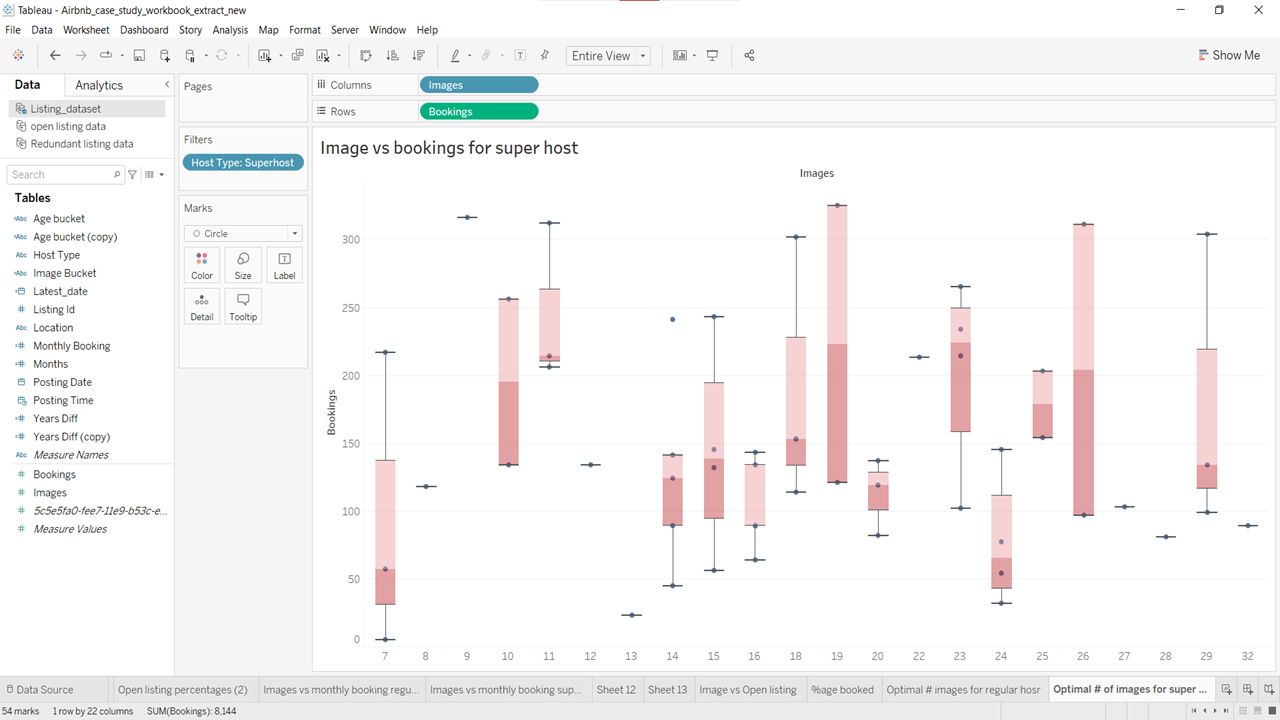 Tableau - Airbnb_case_study_workbook_extract_new
File Data Worksheet Dashboard Story Analysis Map Format Server Window Help
Entire View
Show Me
Data Analytics
Listing_dataset
open listing data
Redundant listing data
Search
Tables
Abc Age bucket
Abc Age bucket (copy)
Abc Host Type
Abc Image Bucket
Latest_date
# Listing Id
Abc Location
# Monthly Booking
# Months
Posting Date
Posting Time
# Years Diff
# Years Diff (copy)
Abc Measure Names
# Bookings
# Images
# 5c5e5fa0-fee7-11e9-b53c-e...
# Measure Values
Pages
Filters
Host Type: Superhost
Marks
Circle
Color Size Label
Detail Tooltip
Columns Images
Rows Bookings
Image vs bookings for super host
Images
Bookings
300
250
200
150
100
50
0
7 8 9 10 11 12 13 14 15 16 18 19 20 22 23 24 25 26 27 28 29 32
Data Source Open listing percentages (2) Images vs monthly booking regu... Images vs monthly booking sup... Sheet 12 Sheet 13 Image vs Open listing %age booked Optimal # images for regular hosr Optimal # of images for super ...
54 marks 1 row by 22 columns SUM(Bookings): 8,144